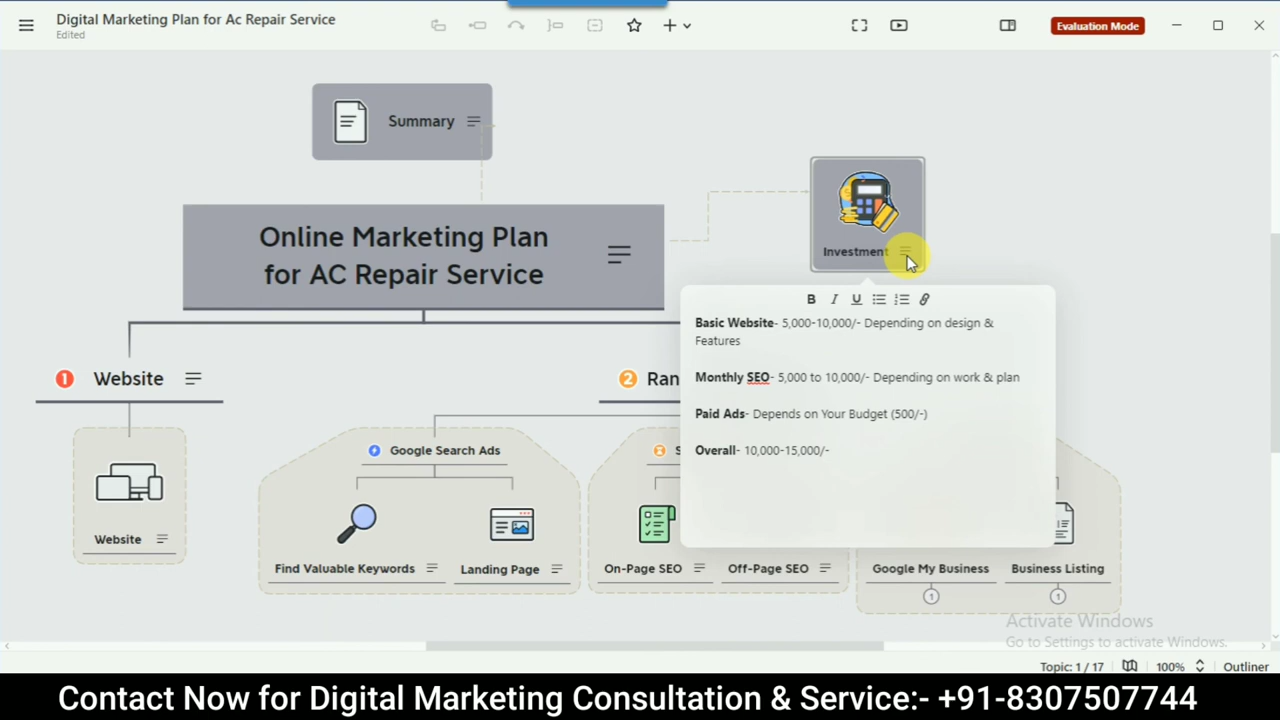 Digital Marketing Plan for Ac Repair Service
Edited
Evaluation Mode
Summary
Online Marketing Plan
for AC Repair Service
Investment
B I U
Basic Website- 5,000-10,000/- Depending on design &
Features
Monthly SEO- 5,000 to 10,000/- Depending on work & plan
Paid Ads- Depends on Your Budget (500/-)
Overall- 10,000-15,000/-
1 Website
2 Ran
Google Search Ads
S
Website
Find Valuable Keywords
Landing Page
On-Page SEO
Off-Page SEO
Google My Business
Business Listing
1
1
Activate Windows
Go to Settings to activate Windows.
Topic: 1 / 17
100%
Outliner
Contact Now for Digital Marketing Consultation & Service:- +91-8307507744